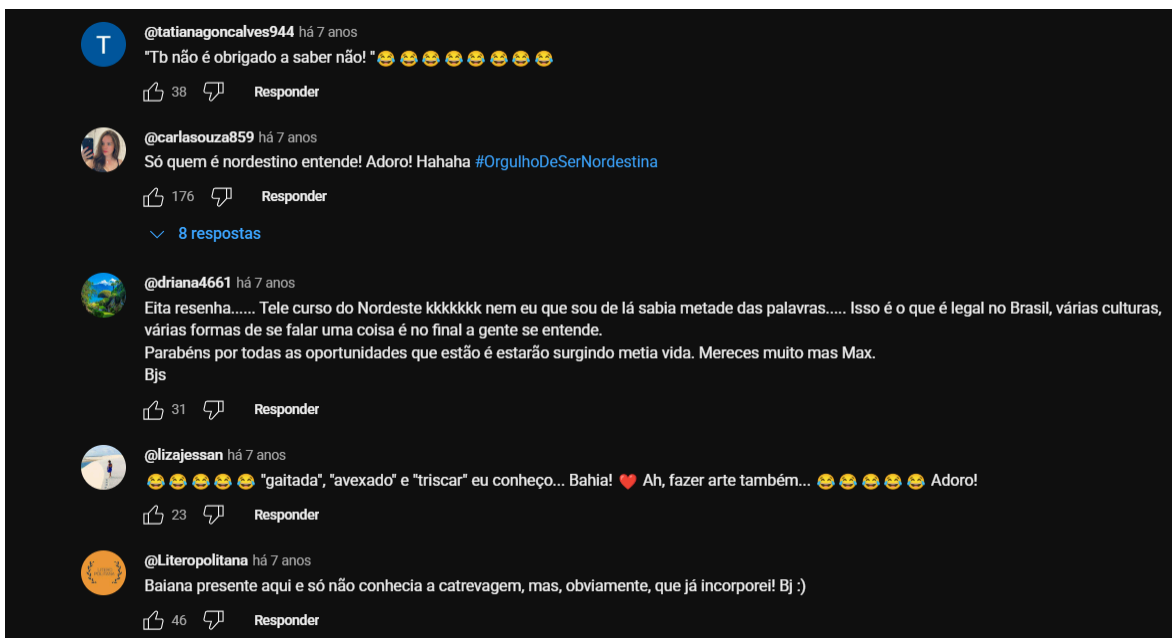 T
@tatianagoncalves944 há 7 anos
"Tb não é obrigado a saber não! "😂 😂 😂 😂 😂 😂 😂 😂
38 Responder
@carlasouza859 há 7 anos
Só quem é nordestino entende! Adoro! Hahaha #OrgulhoDeSerNordestina
176 Responder
8 respostas
@driana4661 há 7 anos
Eita resenha...... Tele curso do Nordeste kkkkkkk nem eu que sou de lá sabia metade das palavras..... Isso é o que é legal no Brasil, várias culturas,
várias formas de se falar uma coisa é no final a gente se entende.
Parabéns por todas as oportunidades que estão é estarão surgindo metia vida. Mereces muito mas Max.
Bjs
31 Responder
@lizajessan há 7 anos
😂 😂 😂 😂 😂 "gaitada", "avexado" e "triscar" eu conheço... Bahia! ❤️ Ah, fazer arte também... 😂 😂 😂 😂 😂 Adoro!
23 Responder
@Literopolitana há 7 anos
Baiana presente aqui e só não conhecia a catrevagem, mas, obviamente, que já incorporei! Bj :)
46 Responder